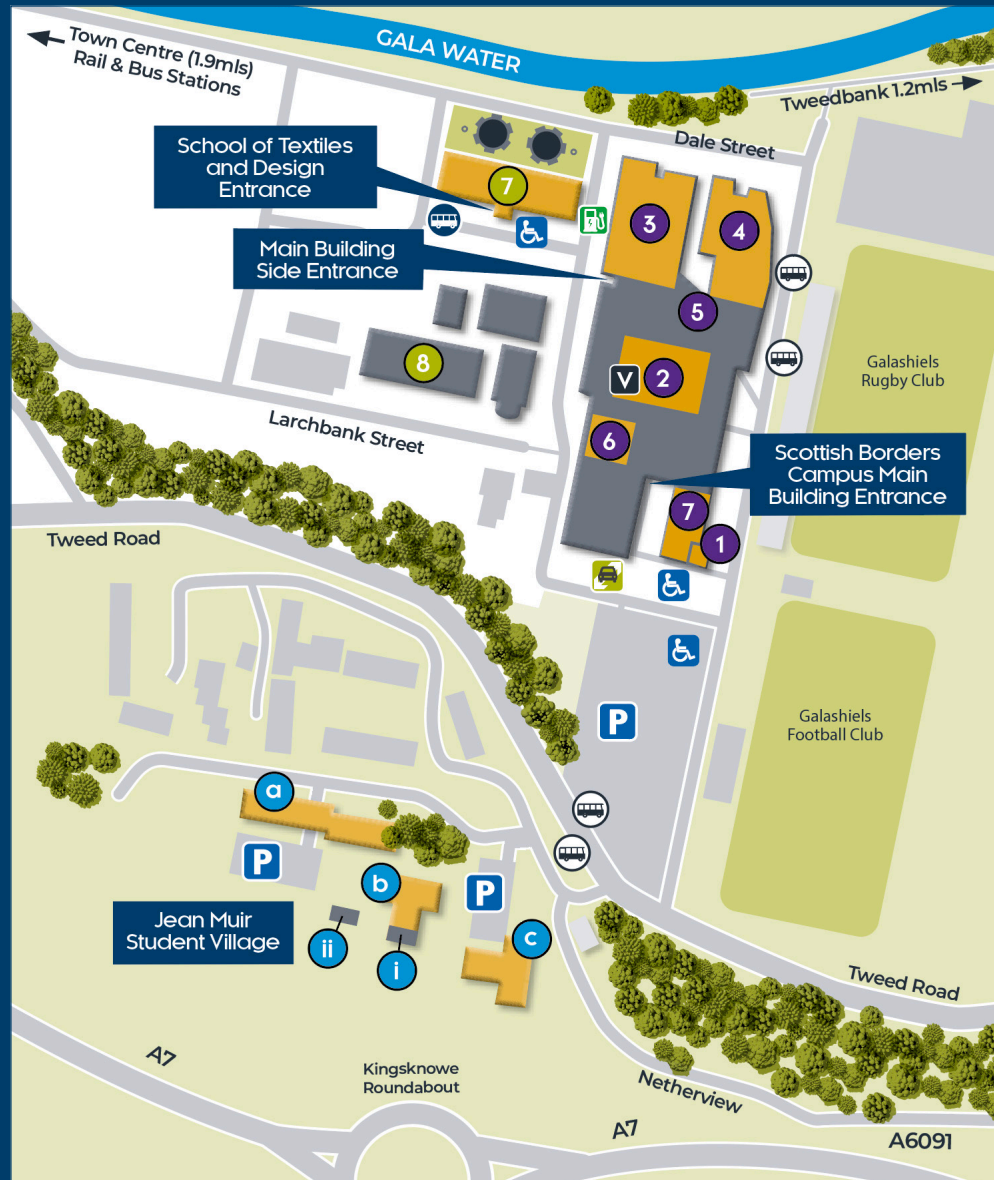 GALA WATER
Town Centre (1.9mls)
Rail & Bus Stations
Tweedbank 1.2mls
Dale Street
School of Textiles
and Design
Entrance
7
3
4
Main Building
Side Entrance
5
8
V
2
Galashiels
Rugby Club
Larchbank Street
6
Scottish Borders
Campus Main
Building Entrance
7
1
Tweed Road
P
Galashiels
Football Club
a
P
b
P
Jean Muir
Student Village
ii
i
c
Tweed Road
A7
Kingsknowe
Roundabout
Netherview
A7
A6091